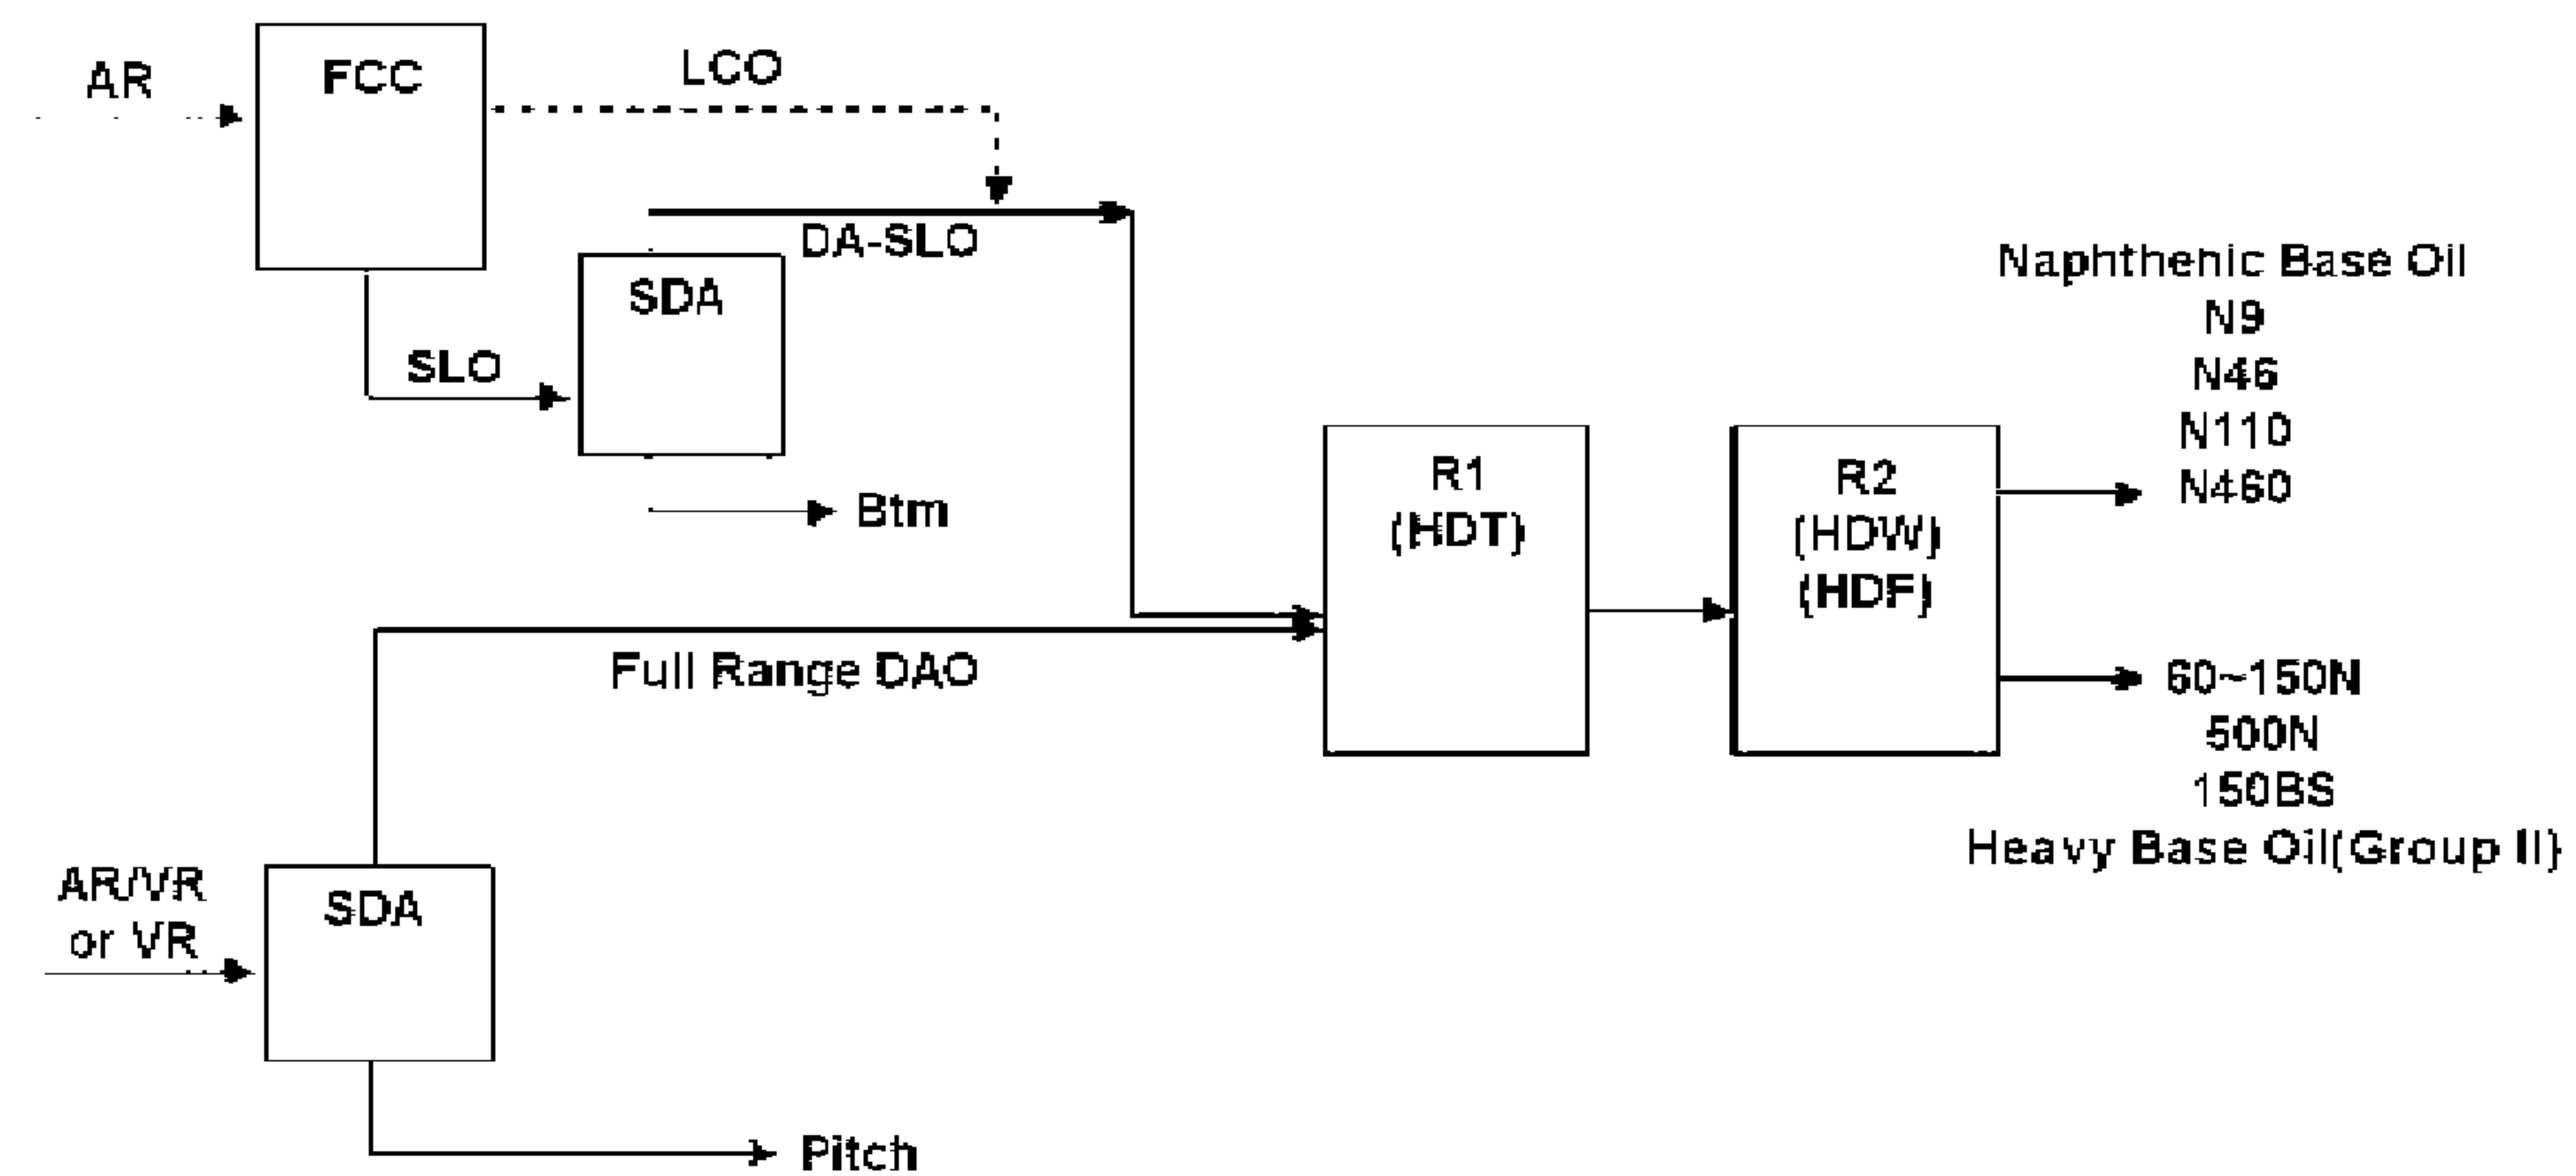 AR
FCC
LCO
DA-SLO
SDA
SLO
Btm
Naphthenic Base Oil
N9
N46
N110
N460
R1
(HDT)
R2
(HDW)
(HDF)
Full Range DAO
60~150N
500N
150BS
Heavy Base Oil(Group II)
AR/VR
or VR
SDA
Pitch